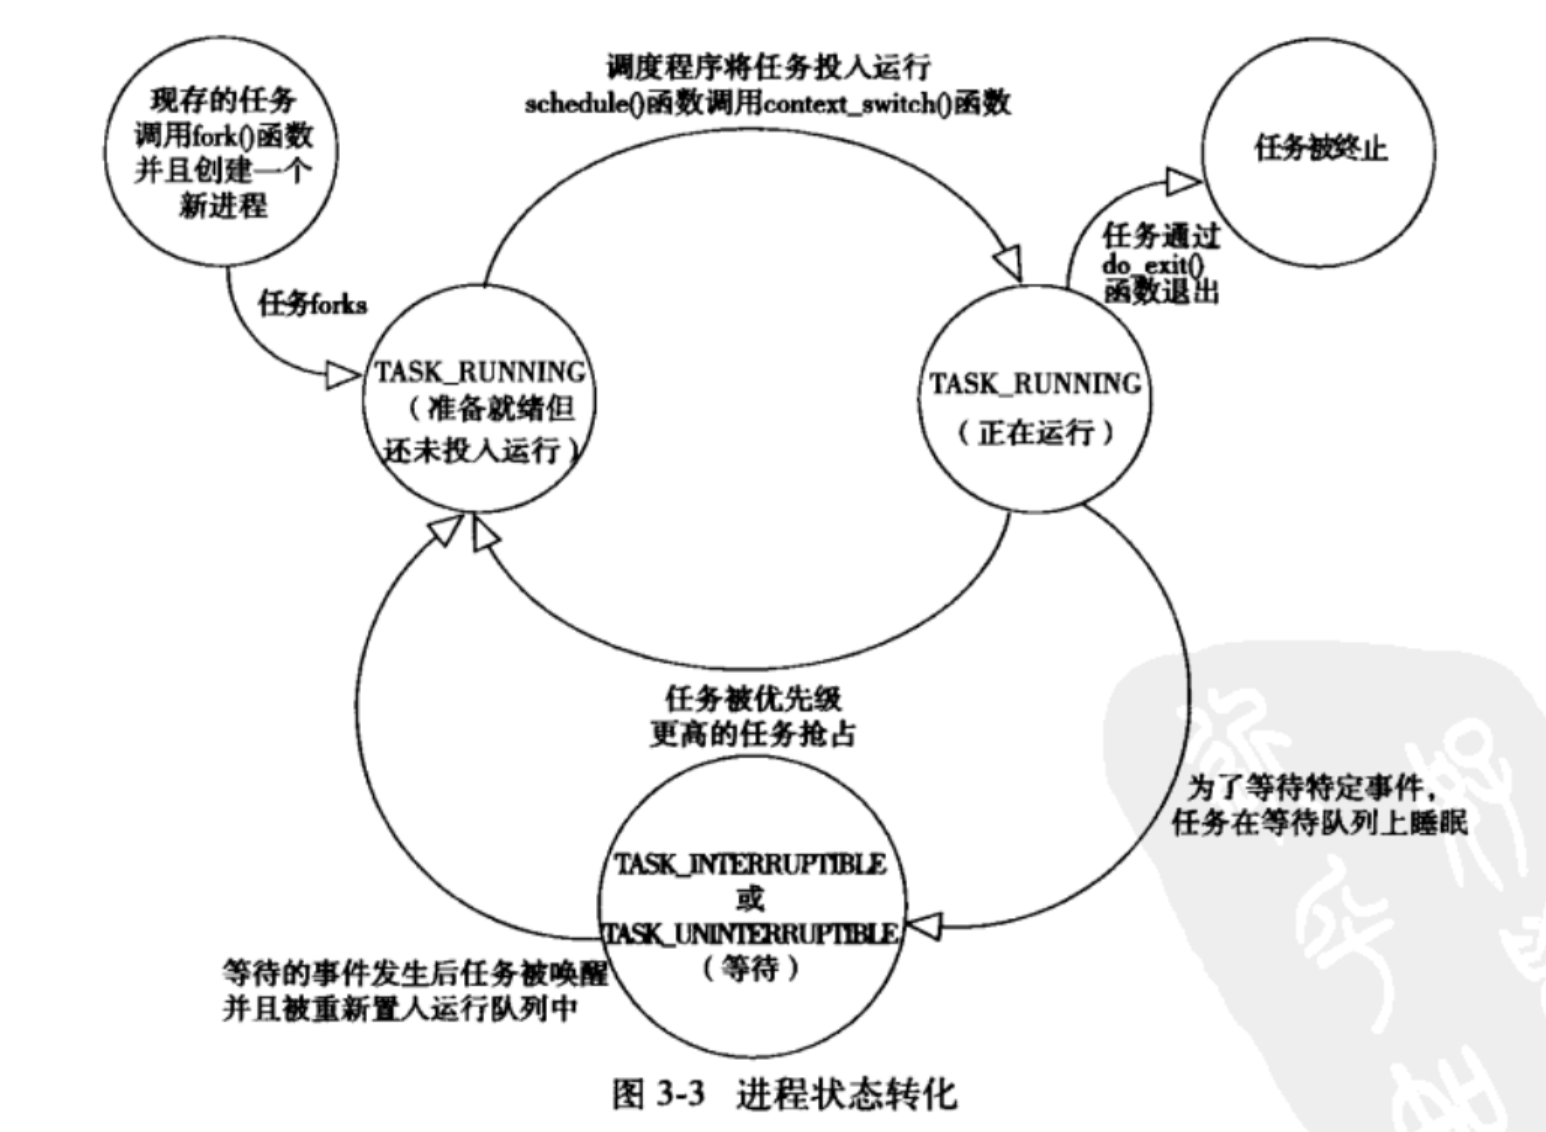 现存的任务
调用fork()函数
并且创建一个
新进程
调度程序将任务投入运行
schedule()函数调用context_switch()函数
任务被终止
任务forks
任务通过
do_exit()
函数退出
TASK_RUNNING
（准备就绪但
还未投入运行）
TASK_RUNNING
（正在运行）
任务被优先级
更高的任务抢占
为了等待特定事件，
任务在等待队列上睡眠
TASK_INTERRUPTIBLE
或
TASK_UNINTERRUPTIBLE
（等待）
等待的事件发生后任务被唤醒
并且被重新置入运行队列中
图 3-3 进程状态转化